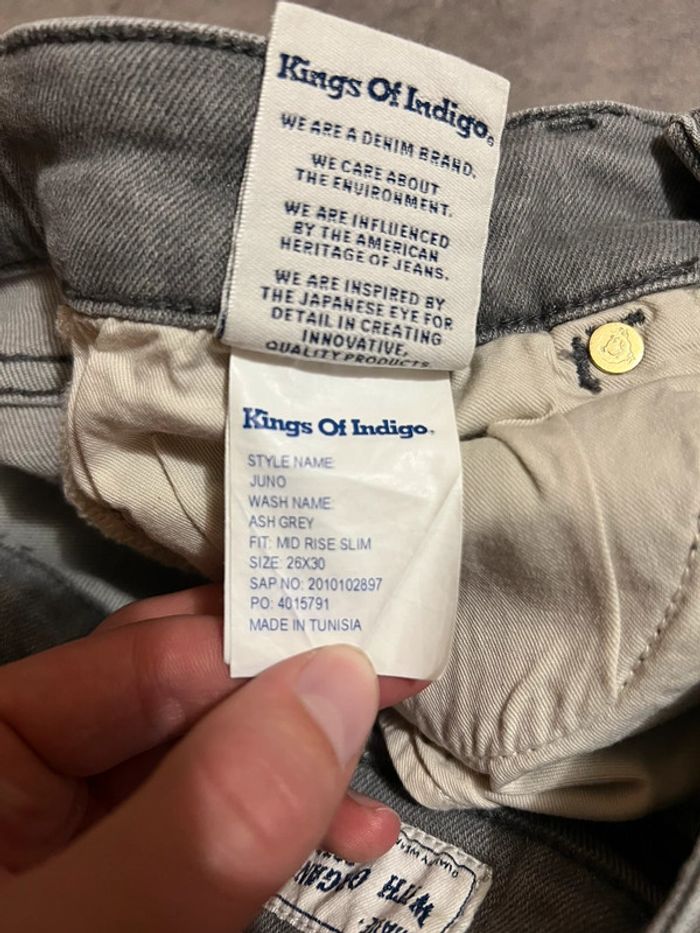 Kings Of Indigo®
WE ARE A DENIM BRAND.
WE CARE ABOUT
THE ENVIRONMENT.
WE ARE INFLUENCED
BY THE AMERICAN
HERITAGE OF JEANS.
WE ARE INSPIRED BY
THE JAPANESE EYE FOR
DETAIL IN CREATING
INNOVATIVE,
QUALITY PRODUCTS.
Kings Of Indigo®
STYLE NAME:
JUNO
WASH NAME:
ASH GREY
FIT: MID RISE SLIM
SIZE: 26X30
SAP NO: 2010102897
PO: 4015791
MADE IN TUNISIA
WITH